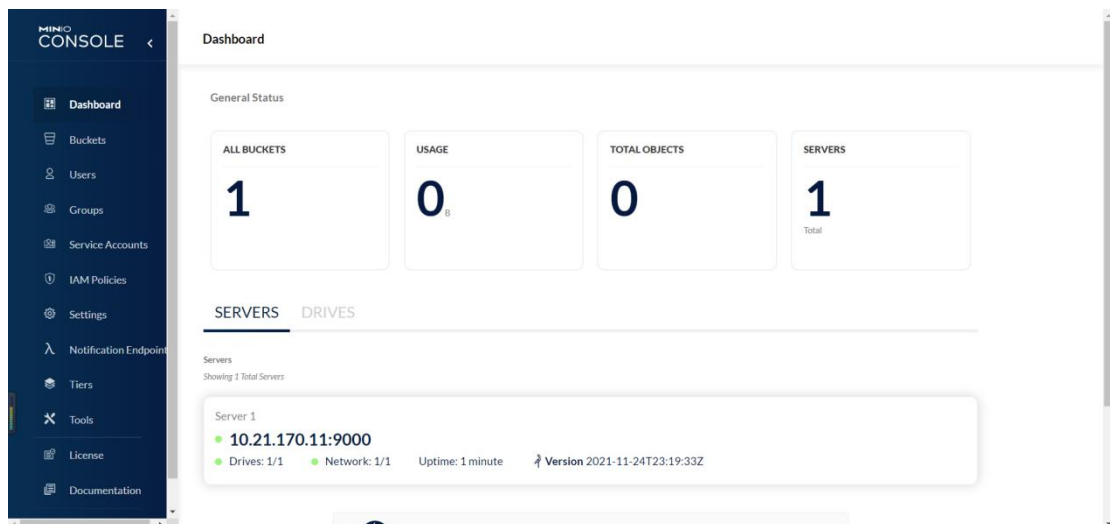 MINIO
CONSOLE
Dashboard
Buckets
Users
Groups
Service Accounts
IAM Policies
Settings
Notification Endpoint
Tiers
Tools
License
Documentation
Dashboard
General Status
ALL BUCKETS
1
USAGE
0 B
TOTAL OBJECTS
0
SERVERS
1
Total
SERVERS DRIVES
Servers
Showing 1 Total Servers
Server 1
10.21.170.11:9000
Drives: 1/1 Network: 1/1 Uptime: 1 minute Version 2021-11-24T23:19:33Z